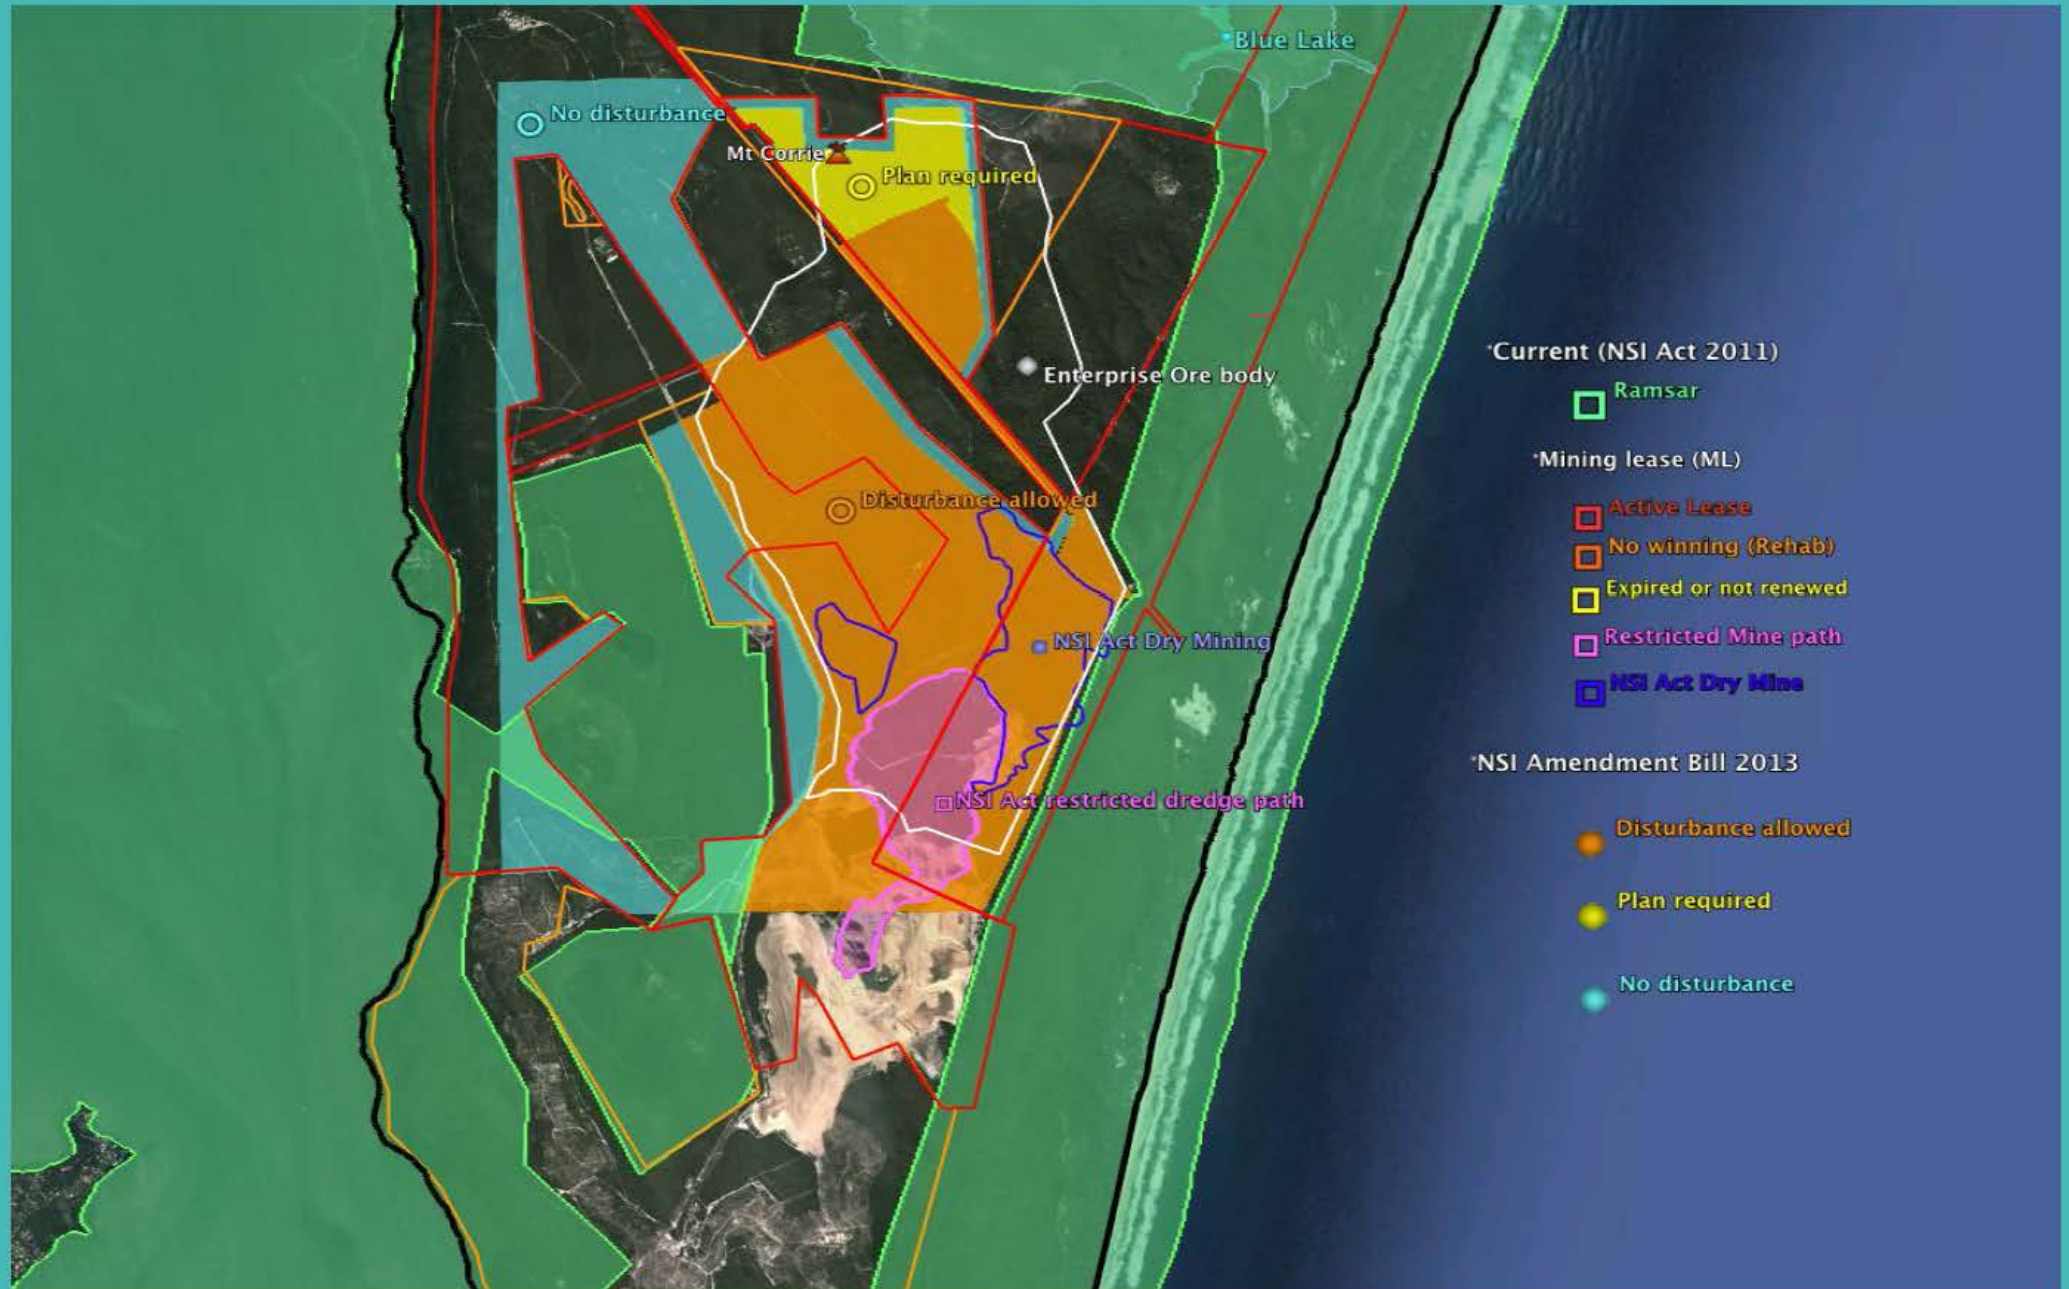 Blue Lake
No disturbance
Mt Corrie
Plan required
Enterprise Ore body
Disturbance allowed
NSI Act Dry Mining
NSI Act restricted dredge path
*Current (NSI Act 2011)
Ramsar
*Mining lease (ML)
Active Lease
No winning (Rehab)
Expired or not renewed
Restricted Mine path
NSI Act Dry Mine
*NSI Amendment Bill 2013
Disturbance allowed
Plan required
No disturbance